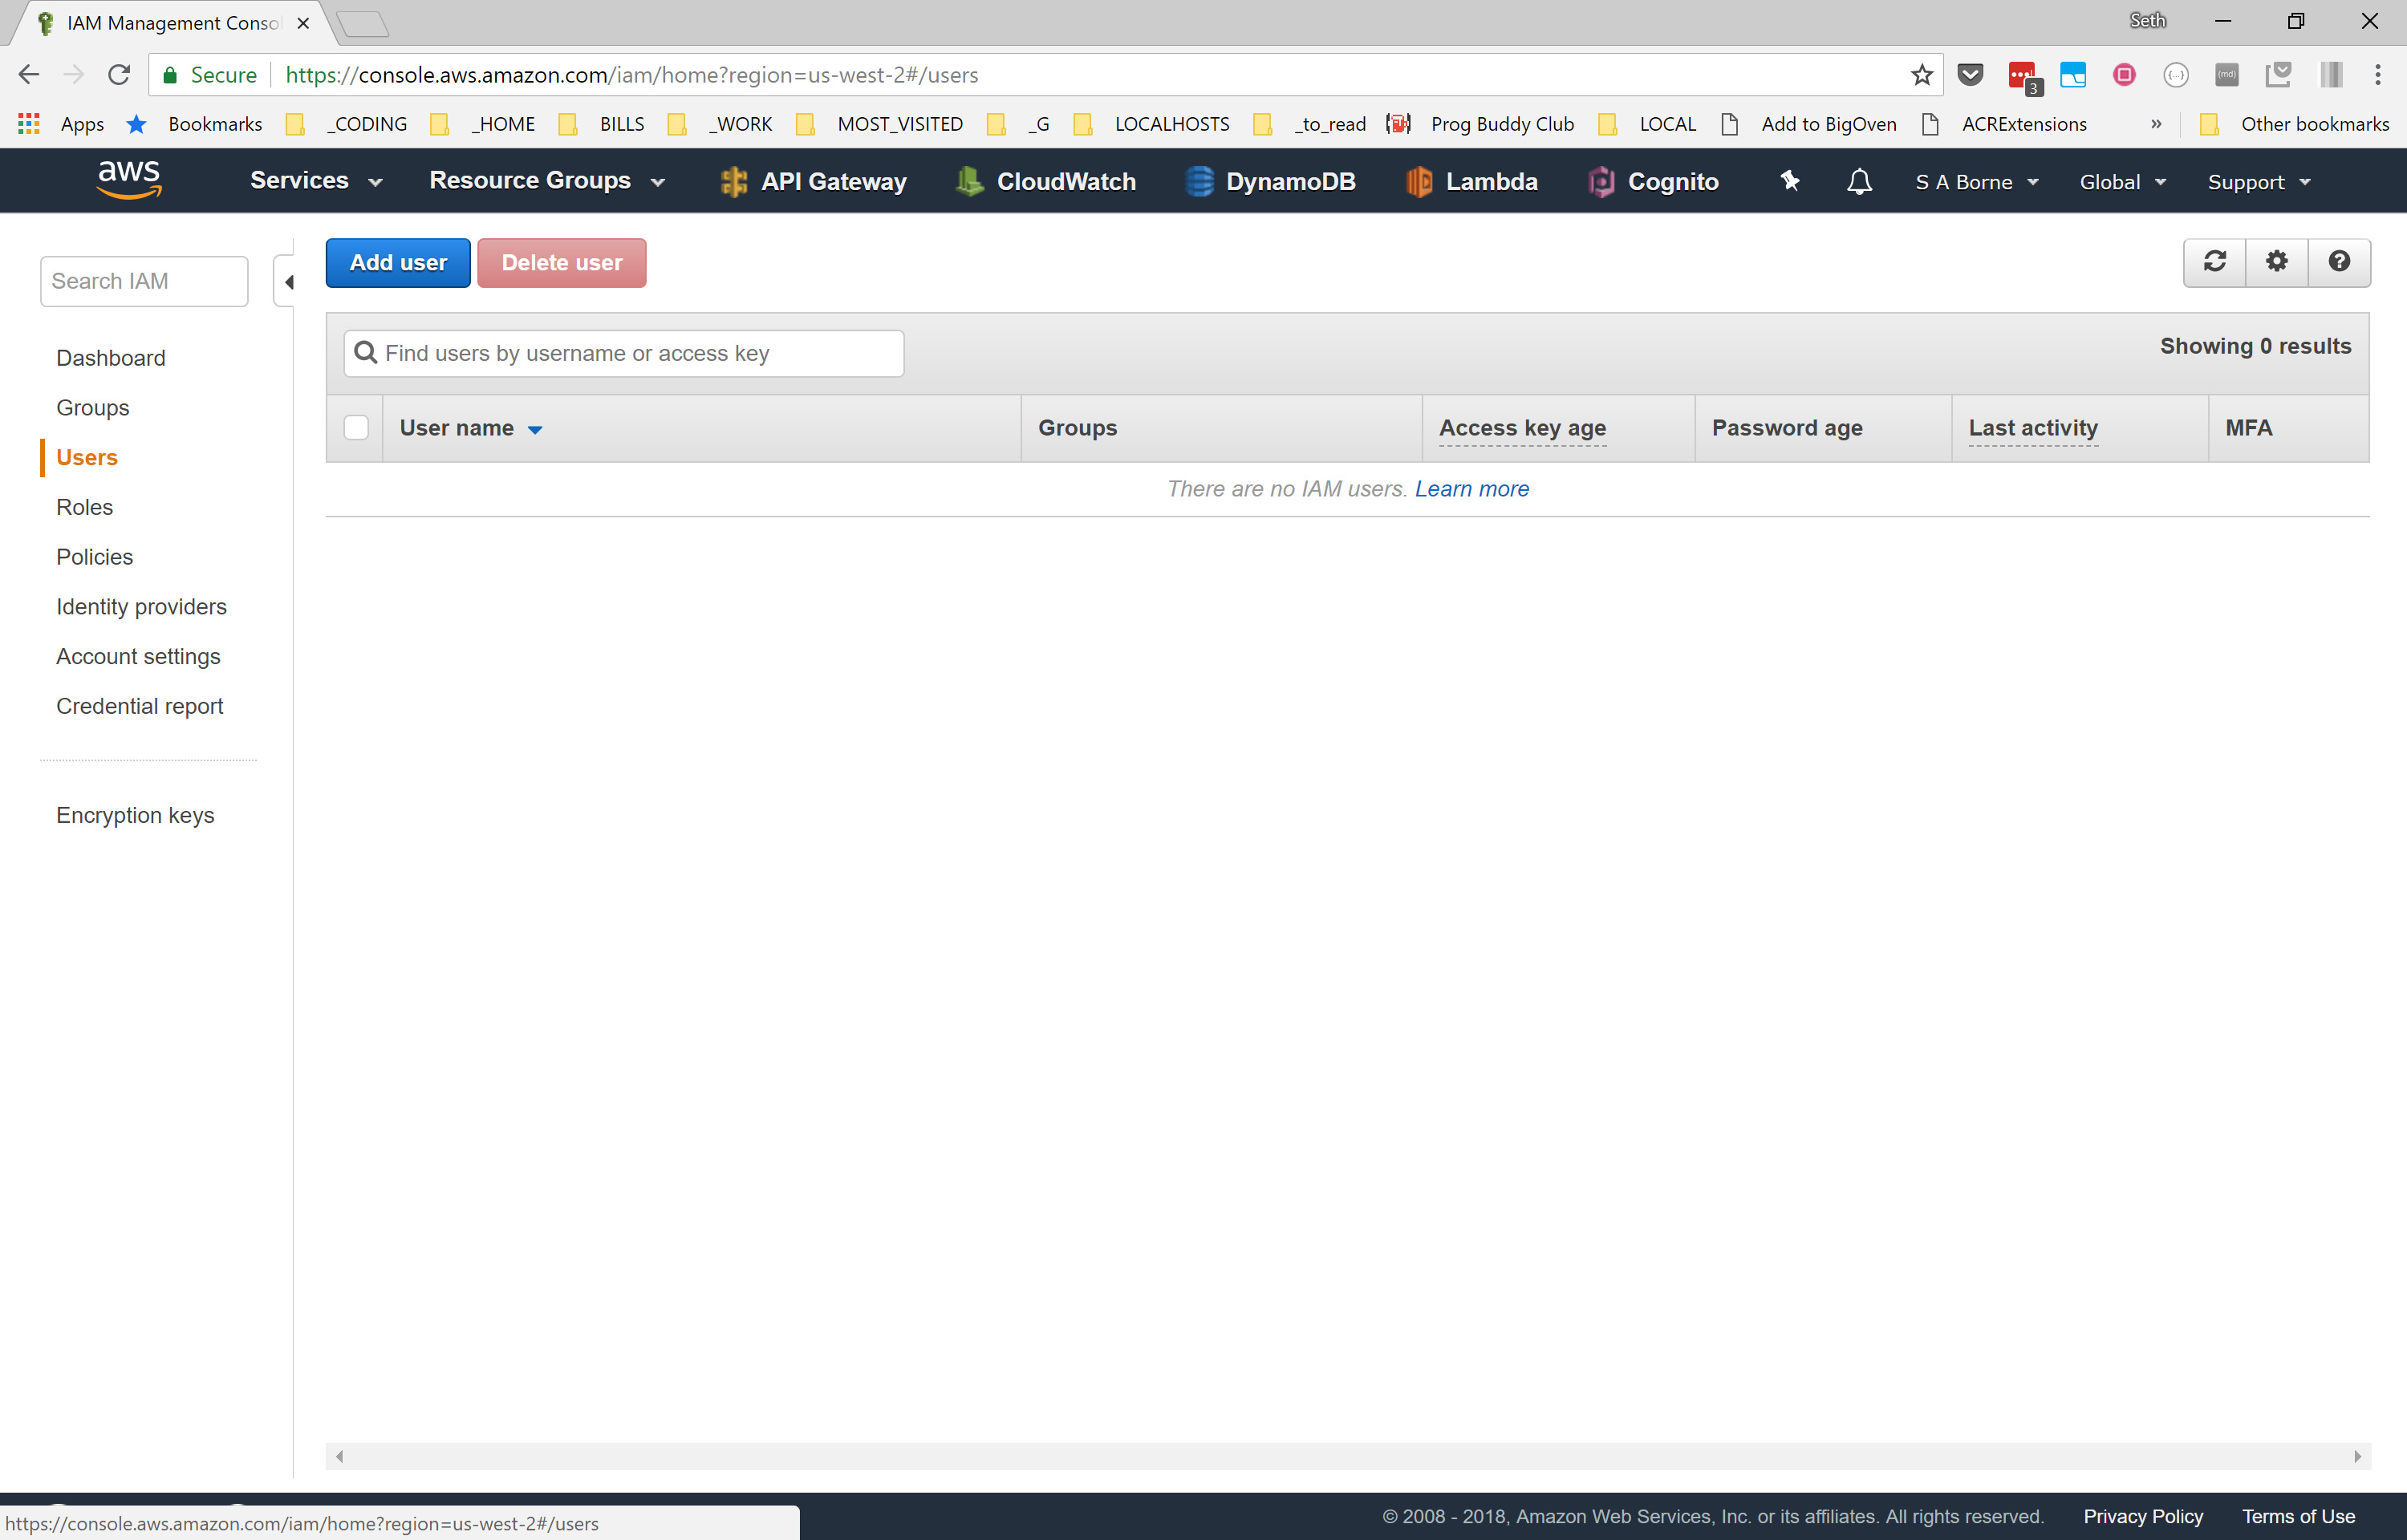 IAM Management Conso
Seth
Secure https://console.aws.amazon.com/iam/home?region=us-west-2#/users
3
Apps Bookmarks _CODING _HOME BILLS _WORK MOST_VISITED _G LOCALHOSTS _to_read Prog Buddy Club LOCAL Add to BigOven ACRExtensions » Other bookmarks
aws Services Resource Groups API Gateway CloudWatch DynamoDB Lambda Cognito S A Borne Global Support
Search IAM
Dashboard
Groups
Users
Roles
Policies
Identity providers
Account settings
Credential report
Encryption keys
Add user Delete user
Find users by username or access key
Showing 0 results
User name Groups Access key age Password age Last activity MFA
There are no IAM users. Learn more
https://console.aws.amazon.com/iam/home?region=us-west-2#/users
© 2008 - 2018, Amazon Web Services, Inc. or its affiliates. All rights reserved. Privacy Policy Terms of Use